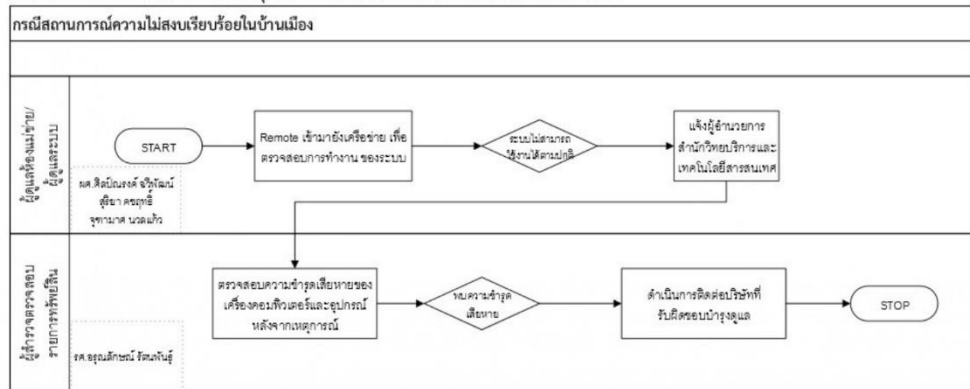 กรณีสถานการณ์ความไม่สงบเรียบร้อยในบ้านเมือง
ผู้ดูแลห้องแม่ข่าย/
ผู้ดูแลระบบ
START
Remote เข้ามายังเครือข่าย เพื่อ
ตรวจสอบการทำงาน ของระบบ
ระบบไม่สามารถ
ใช้งานได้ตามปกติ
แจ้งผู้อำนวยการ
สำนักวิทยบริการและ
เทคโนโลยีสารสนเทศ
ผศ.ศิลป์ณรงค์ ฉวีพัฒน์
สุริยา คชฤทธิ์
จุฑามาศ นวลแก้ว
ผู้สำรวจตรวจสอบ
รายการทรัพย์สิน
ตรวจสอบความชำรุดเสียหายของ
เครื่องคอมพิวเตอร์และอุปกรณ์
หลังจากเหตุการณ์
พบความชำรุด
เสียหาย
ดำเนินการติดต่อบริษัทที่
รับผิดชอบบำรุงดูแล
STOP
รศ.อรุณลักษณ์ รัตนพันธุ์